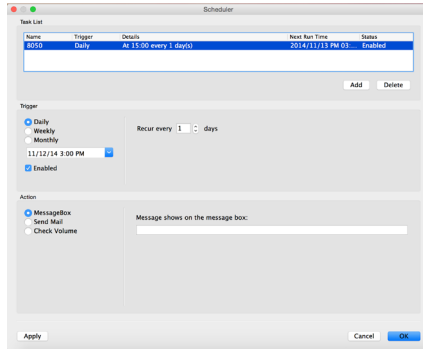 Scheduler
Task List
Name Trigger Details Next Run Time Status
8050 Daily At 15:00 every 1 day(s) 2014/11/13 PM 03:... Enabled
Add Delete
Trigger
Daily
Weekly
Monthly
Recur every 1 days
11/12/14 3:00 PM
Enabled
Action
MessageBox
Send Mail
Check Volume
Message shows on the message box:
Apply Cancel OK